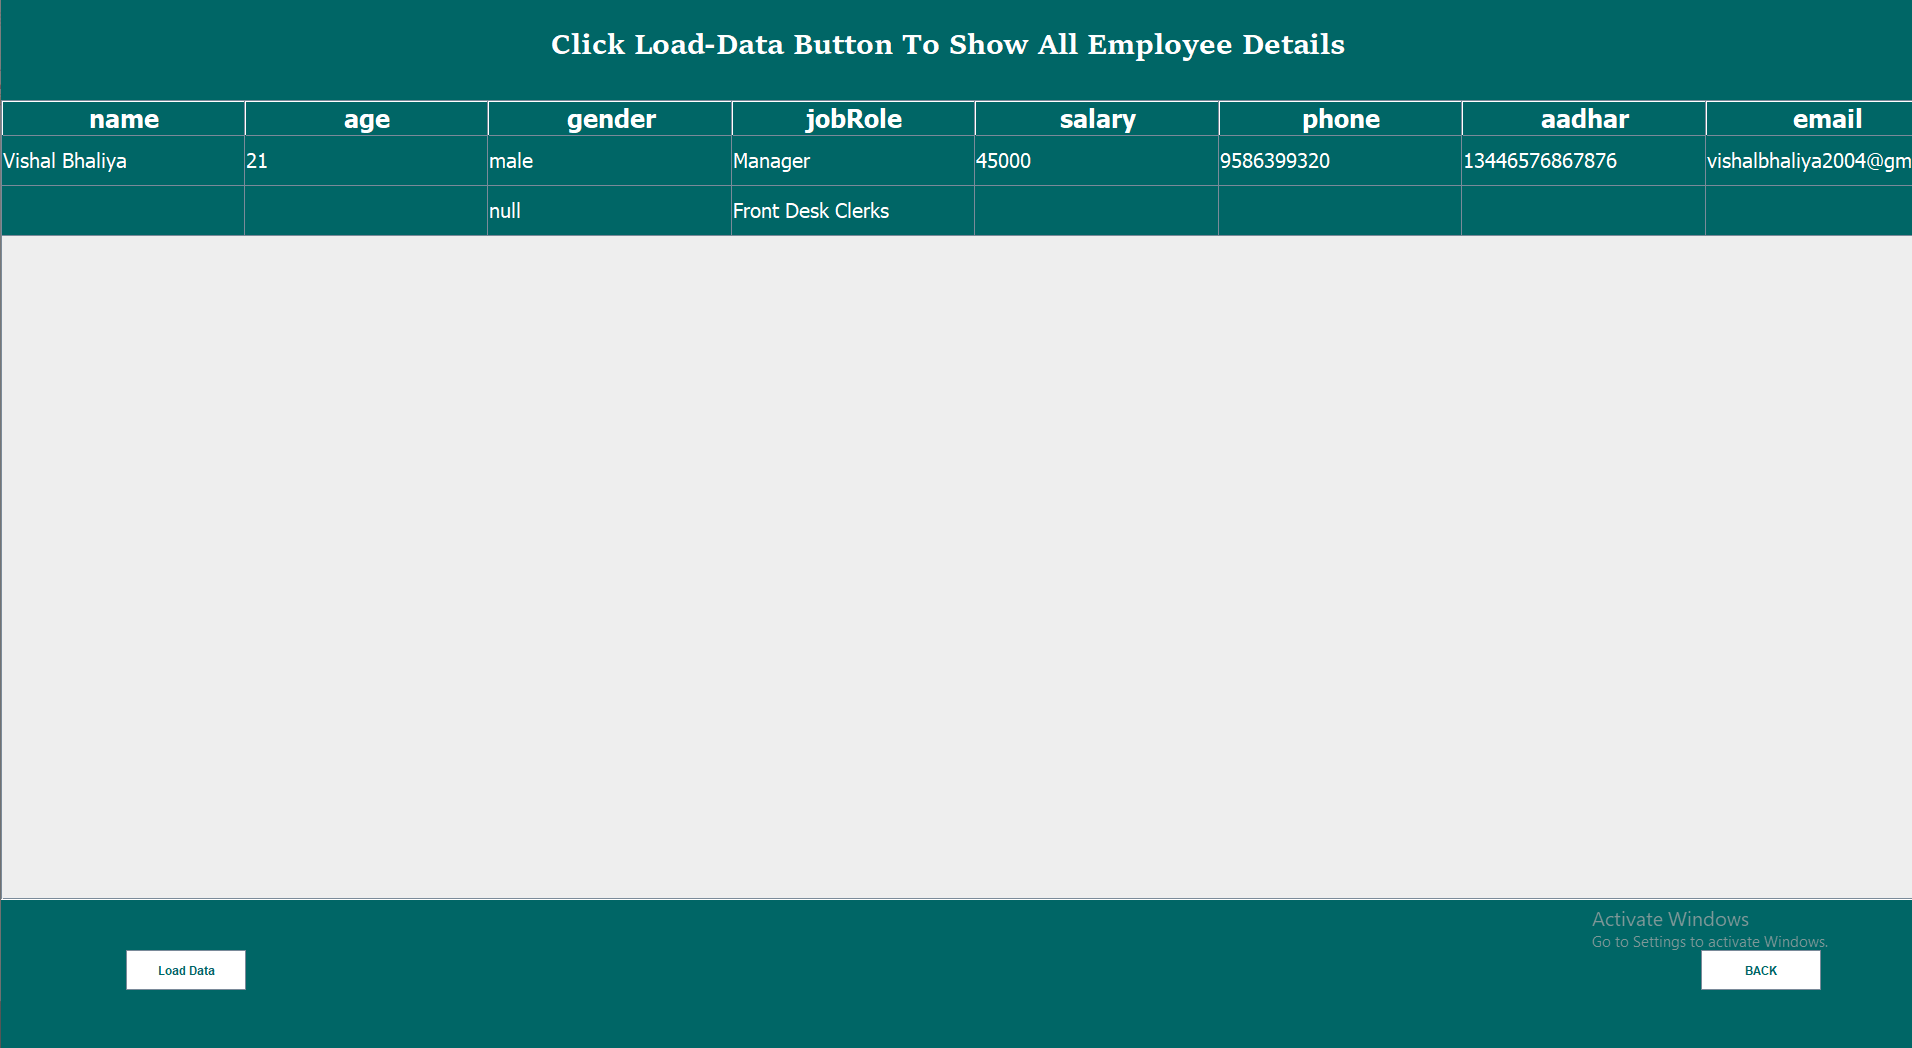 Click Load-Data Button To Show All Employee Details
name age gender jobRole salary phone aadhar email
Vishal Bhaliya 21 male Manager 45000 9586399320 13446576867876 vishalbhaliya2004@gm
null Front Desk Clerks
Activate Windows
Go to Settings to activate Windows.
Load Data BACK